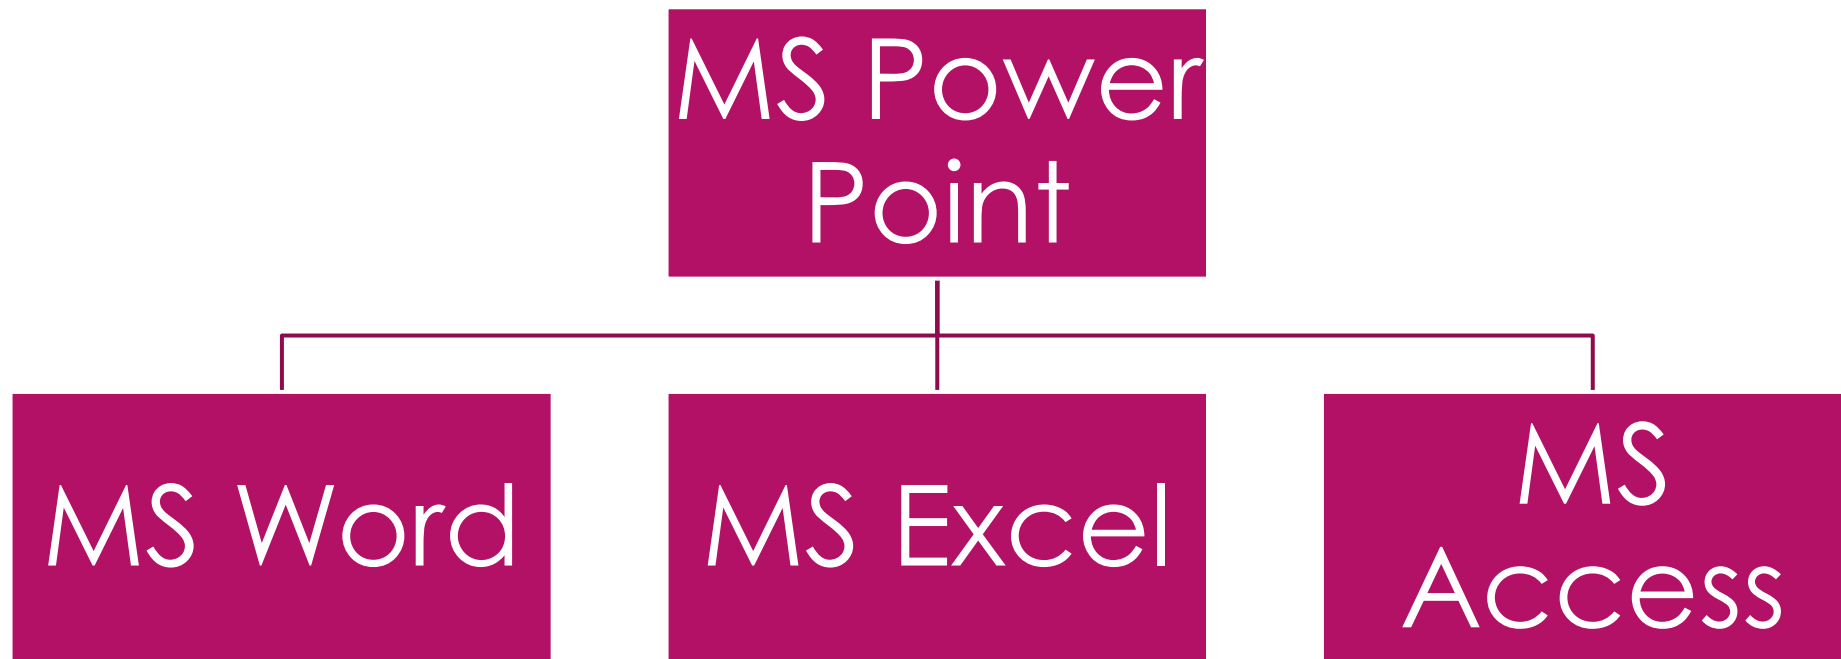 MS Power
Point
MS Word
MS Excel
MS
Access